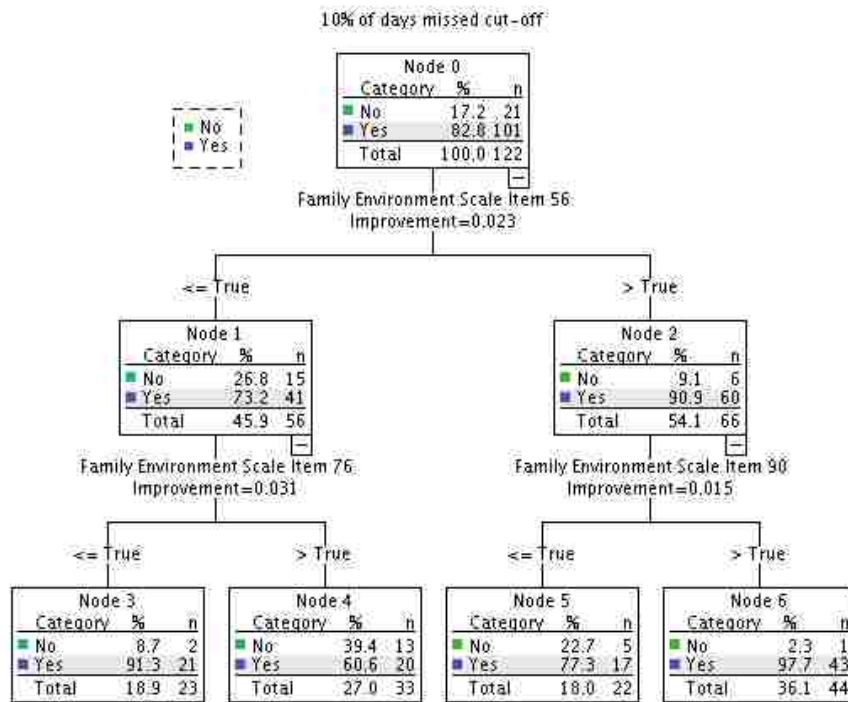 10% of days missed cut-off
Node 0
Category % n
No 17.2 21
Yes 82.8 101
Total 100.0 122
No
Yes
Family Environment Scale Item 56
Improvement=0.023
<= True
> True
Node 1
Category % n
No 26.8 15
Yes 73.2 41
Total 45.9 56
Node 2
Category % n
No 9.1 6
Yes 90.9 60
Total 54.1 66
Family Environment Scale Item 76
Improvement=0.031
Family Environment Scale Item 90
Improvement=0.015
<= True
> True
<= True
> True
Node 3
Category % n
No 8.7 2
Yes 91.3 21
Total 18.9 23
Node 4
Category % n
No 39.4 13
Yes 60.6 20
Total 27.0 33
Node 5
Category % n
No 22.7 5
Yes 77.3 17
Total 18.0 22
Node 6
Category % n
No 2.3 1
Yes 97.7 43
Total 36.1 44